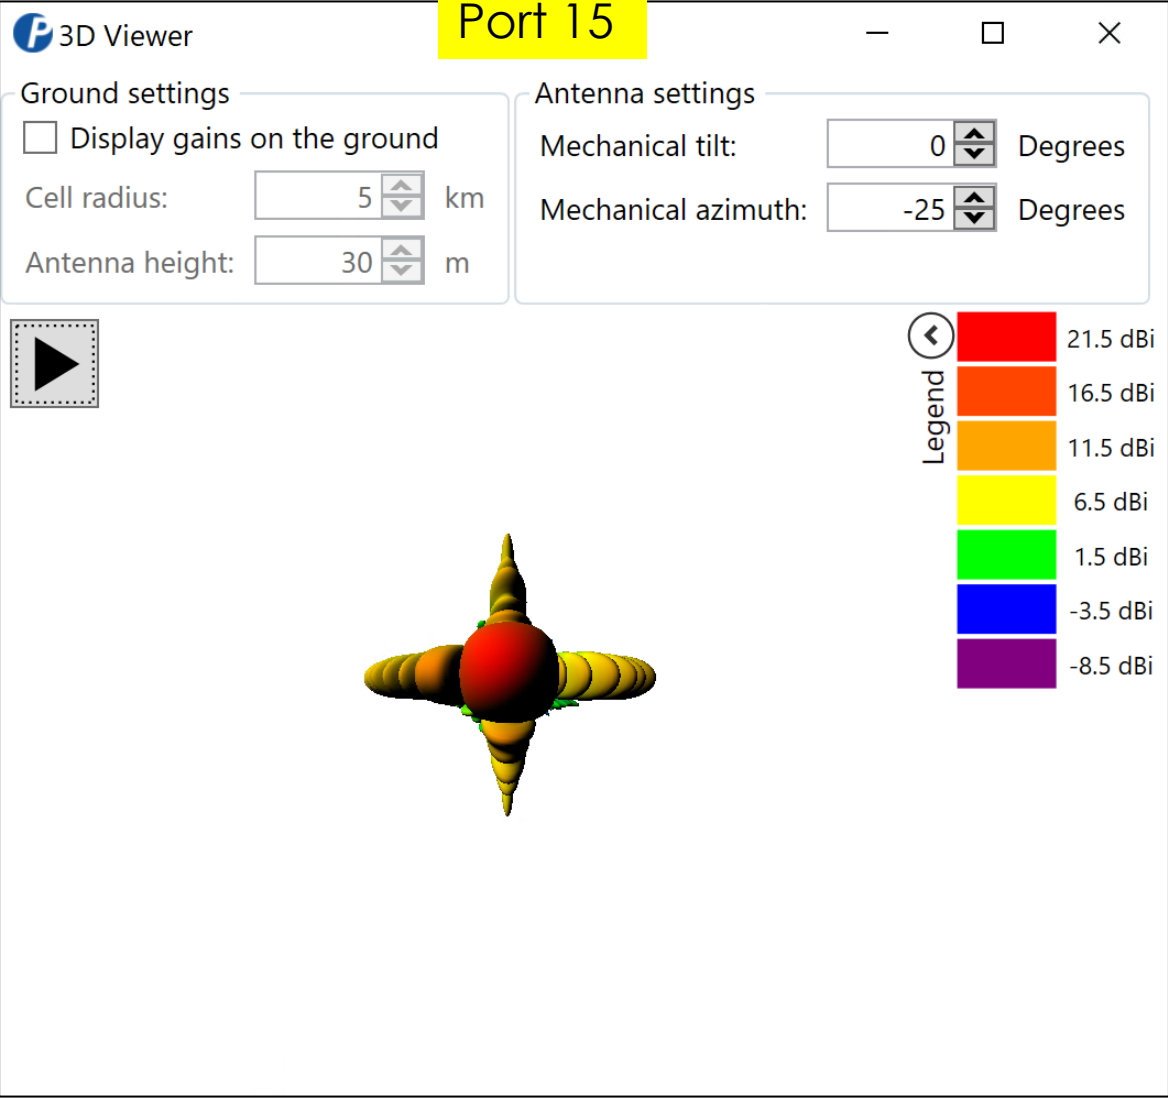 Port 15
3D Viewer
Ground settings
Display gains on the ground
Cell radius: 5 km
Antenna height: 30 m
Antenna settings
Mechanical tilt: 0 Degrees
Mechanical azimuth: -25 Degrees
Legend
21.5 dBi
16.5 dBi
11.5 dBi
6.5 dBi
1.5 dBi
-3.5 dBi
-8.5 dBi